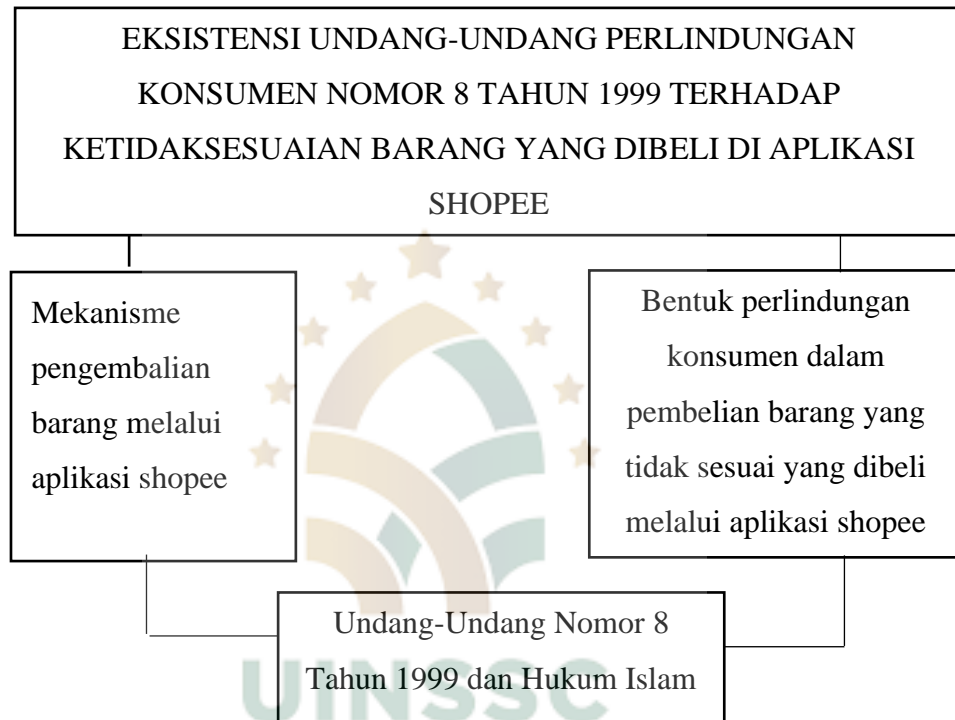 EKSISTENSI UNDANG-UNDANG PERLINDUNGAN
KONSUMEN NOMOR 8 TAHUN 1999 TERHADAP
KETIDAKSESUAIAN BARANG YANG DIBELI DI APLIKASI
SHOPEE
Mekanisme
pengembalian
barang melalui
aplikasi shopee
Bentuk perlindungan
konsumen dalam
pembelian barang yang
tidak sesuai yang dibeli
melalui aplikasi shopee
Undang-Undang Nomor 8
Tahun 1999 dan Hukum Islam
UINSSC